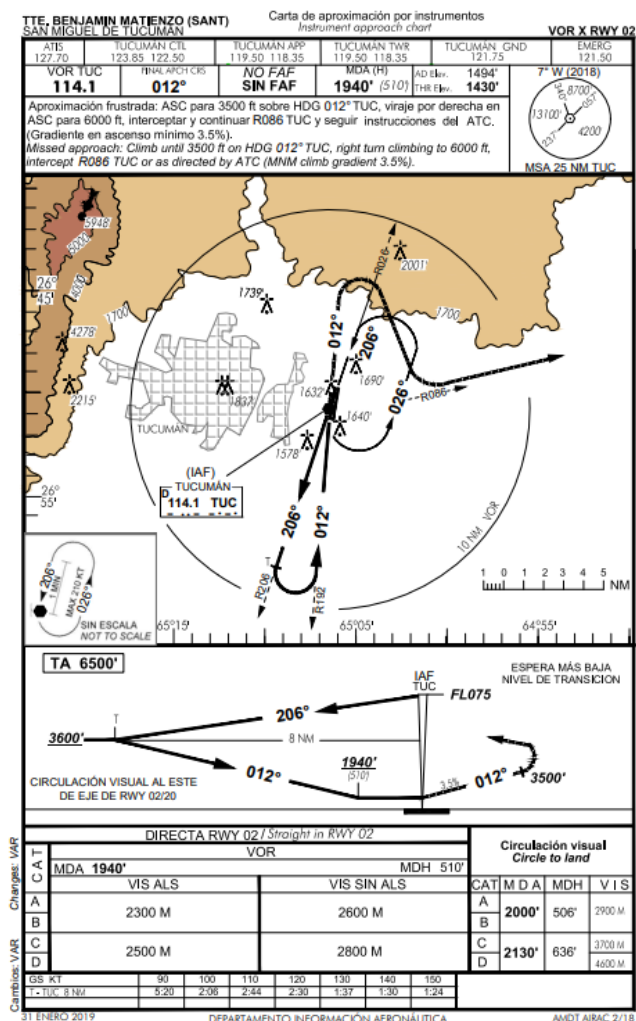 TTE. BENJAMIN MATIENZO (SANT)
SAN MIGUEL DE TUCUMÁN
Carta de aproximación por instrumentos
Instrument approach chart
VOR X RWY 02
ATIS
127.70
TUCUMÁN CTL
123.85 122.50
TUCUMÁN APP
119.50 118.35
TUCUMÁN TWR
119.50 118.35
TUCUMÁN GND
121.75
EMERG
121.50
VOR TUC
114.1
FINAL APCH CRS
012°
NO FAF
SIN FAF
MDA (H)
1940' (510')
AD Elev. 1494'
THR Elev. 1430'
7° W (2018)
340°
8700'
057°
13100'
4200
237°
MSA 25 NM TUC
Aproximación frustrada: ASC para 3500 ft sobre HDG 012° TUC, viraje por derecha en
ASC para 6000 ft, interceptar y continuar R086 TUC y seguir instrucciones del ATC.
(Gradiente en ascenso mínimo 3.5%).
Missed approach: Climb until 3500 ft on HDG 012° TUC, right turn climbing to 6000 ft,
intercept R086 TUC or as directed by ATC (MNM climb gradient 3.5%).
5948'
6000'
4000'
26°
45'
1700'
4278'
2215'
1739'
R026
2001'
1700'
012°
206°
1690'
1632'
026°
R086
1837'
1640'
TUCUMÁN
1578'
(IAF)
TUCUMÁN
D
114.1 TUC
26°
55'
206°
012°
10 NM VOR
T
R206
R192
206°
1 MIN
MAX 210 KT
026°
SIN ESCALA
NOT TO SCALE
1 0 1 2 3 4 5
NM
65°15'
65°05'
64°55'
TA 6500'
IAF
TUC
FL075
ESPERA MÁS BAJA
NIVEL DE TRANSICION
T
206°
3600'
8 NM
012°
1940'
(510')
3.5%
012°
3500'
CIRCULACIÓN VISUAL AL ESTE
DE EJE DE RWY 02/20
DIRECTA RWY 02 / Straight in RWY 02
Circulación visual
Circle to land
CAT
VOR
MDA 1940' MDH 510'
VIS ALS
VIS SIN ALS
CAT M D A MDH V I S
A
B
2300 M
2600 M
A
B
2000' 506' 2900 M
C
D
2500 M
2800 M
C
D
2130' 636' 3700 M
4600 M
GS KT 90 100 110 120 130 140 150
T - TUC 8 NM 5:20 2:06 2:44 2:30 1:37 1:30 1:24
Cambios: VAR
Changes: VAR
31 ENERO 2019
DEPARTAMENTO INFORMACIÓN AERONÁUTICA
AMDT AIRAC 2/18